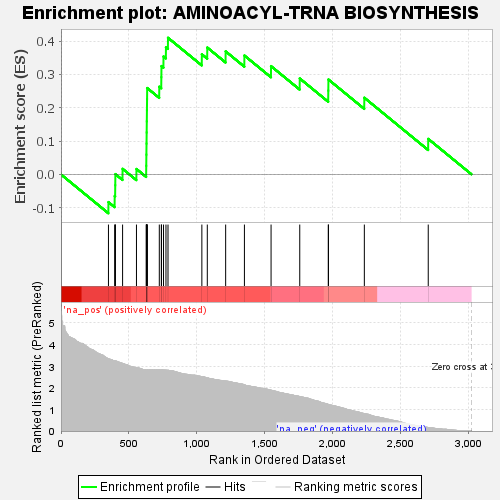 Enrichment plot: AMINOACYL-TRNA BIOSYNTHESIS
Enrichment score (ES)
0.4
0.3
0.2
0.1
0.0
-0.1
'na_pos' (positively correlated)
Ranked list metric (PreRanked)
5
4
3
2
1
0
Zero cross at 3
'na_neg' (negatively correlated)
0
500
1,000
1,500
2,000
2,500
3,000
Rank in Ordered Dataset
Enrichment profile
Hits
Ranking metric scores